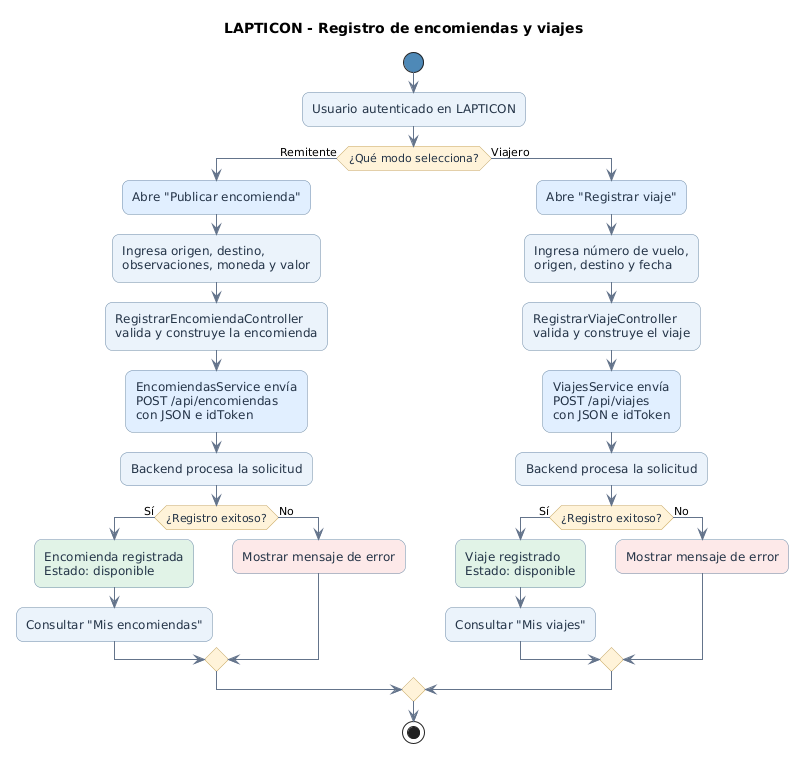 LAPTICON - Registro de encomiendas y viajes
Usuario autenticado en LAPTICON
Remitente
¿Qué modo selecciona?
Viajero
Abre "Publicar encomienda"
Ingresa origen, destino,
observaciones, moneda y valor
RegistrarEncomiendaController
valida y construye la encomienda
EncomiendasService envía
POST /api/encomiendas
con JSON e idToken
Backend procesa la solicitud
Sí
¿Registro exitoso?
No
Encomienda registrada
Estado: disponible
Mostrar mensaje de error
Consultar "Mis encomiendas"
Abre "Registrar viaje"
Ingresa número de vuelo,
origen, destino y fecha
RegistrarViajeController
valida y construye el viaje
ViajesService envía
POST /api/viajes
con JSON e idToken
Backend procesa la solicitud
Sí
¿Registro exitoso?
No
Viaje registrado
Estado: disponible
Mostrar mensaje de error
Consultar "Mis viajes"